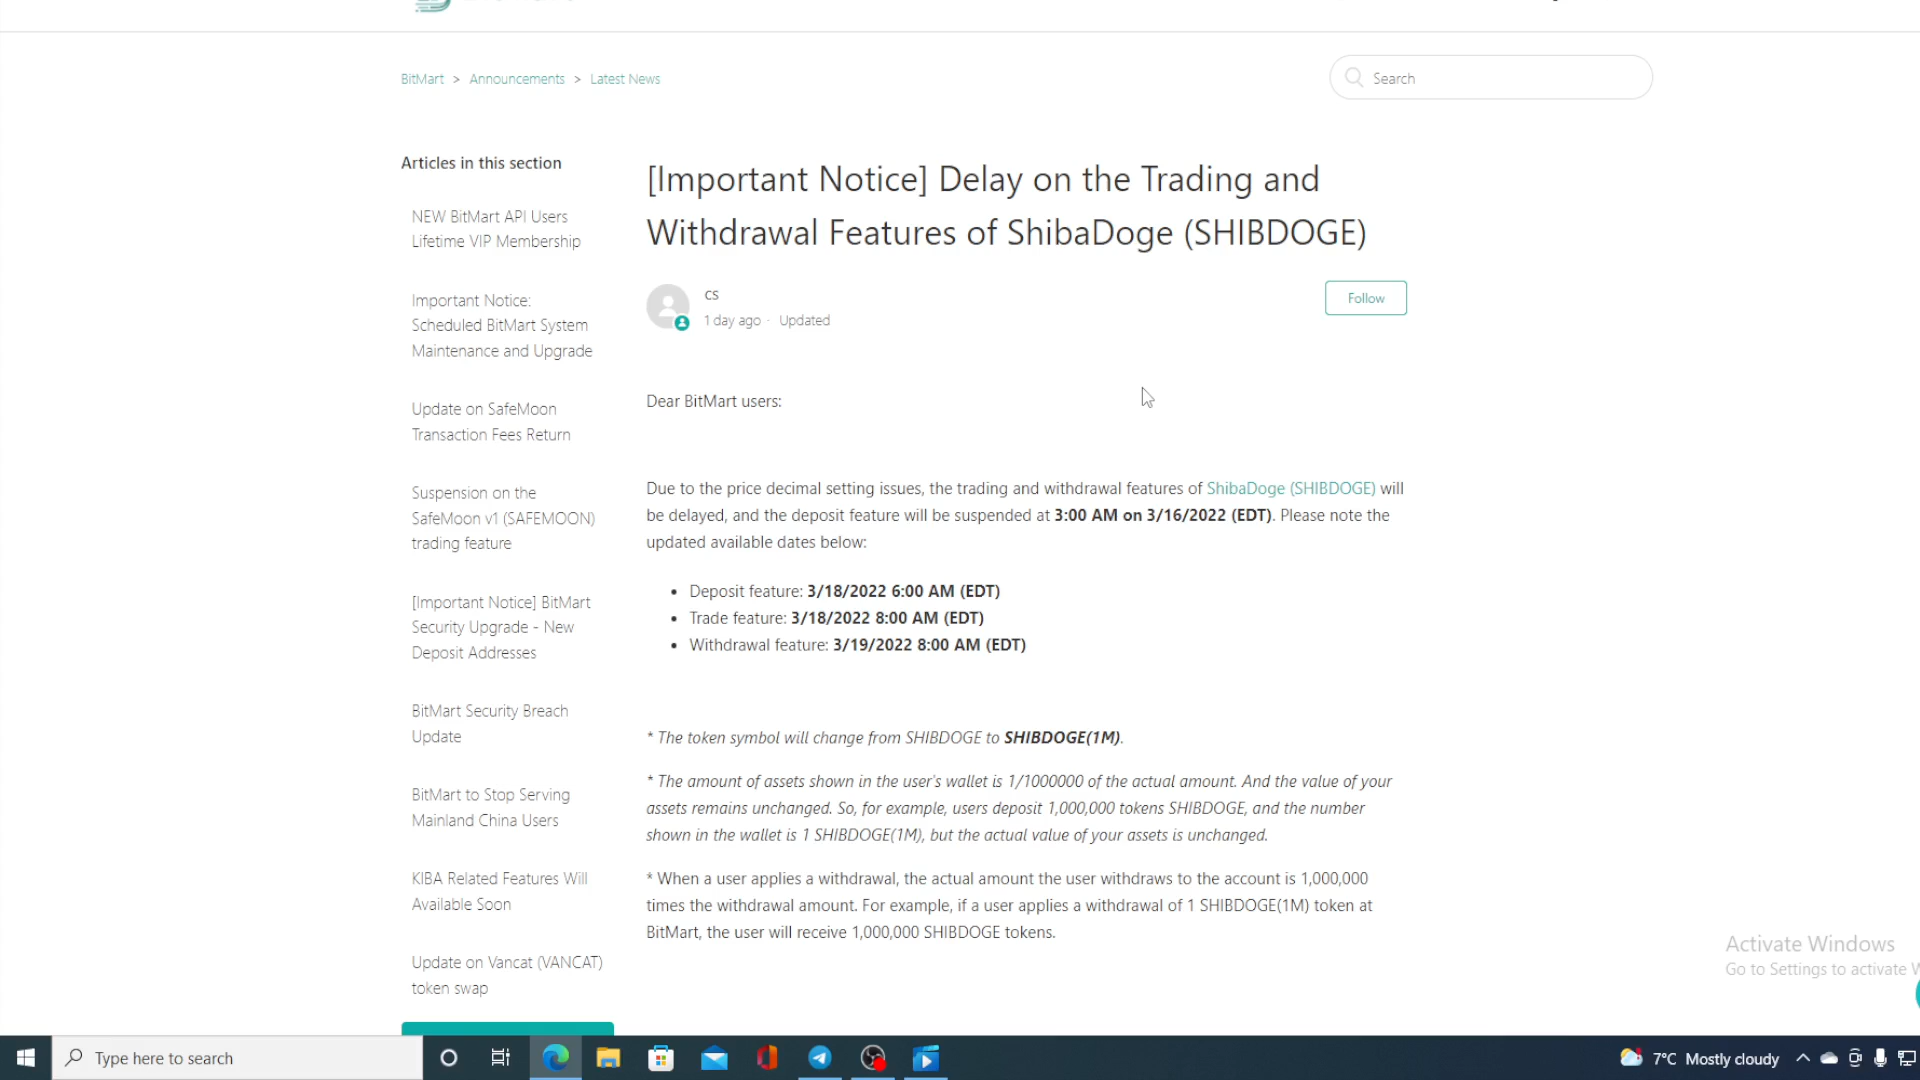 BitMart > Announcements > Latest News
Search
Articles in this section
NEW BitMart API Users
Lifetime VIP Membership
Important Notice:
Scheduled BitMart System
Maintenance and Upgrade
Update on SafeMoon
Transaction Fees Return
Suspension on the
SafeMoon v1 (SAFEMOON)
trading feature
[Important Notice] BitMart
Security Upgrade - New
Deposit Addresses
BitMart Security Breach
Update
BitMart to Stop Serving
Mainland China Users
KIBA Related Features Will
Available Soon
Update on Vancat (VANCAT)
token swap
[Important Notice] Delay on the Trading and
Withdrawal Features of ShibaDoge (SHIBDOGE)
cs
1 day ago · Updated
Follow
Dear BitMart users:
Due to the price decimal setting issues, the trading and withdrawal features of ShibaDoge (SHIBDOGE) will
be delayed, and the deposit feature will be suspended at 3:00 AM on 3/16/2022 (EDT). Please note the
updated available dates below:
• Deposit feature: 3/18/2022 6:00 AM (EDT)
• Trade feature: 3/18/2022 8:00 AM (EDT)
• Withdrawal feature: 3/19/2022 8:00 AM (EDT)
* The token symbol will change from SHIBDOGE to SHIBDOGE(1M).
* The amount of assets shown in the user's wallet is 1/1000000 of the actual amount. And the value of your
assets remains unchanged. So, for example, users deposit 1,000,000 tokens SHIBDOGE, and the number
shown in the wallet is 1 SHIBDOGE(1M), but the actual value of your assets is unchanged.
* When a user applies a withdrawal, the actual amount the user withdraws to the account is 1,000,000
times the withdrawal amount. For example, if a user applies a withdrawal of 1 SHIBDOGE(1M) token at
BitMart, the user will receive 1,000,000 SHIBDOGE tokens.
Activate Windows
Go to Settings to activate W
Type here to search
7°C Mostly cloudy